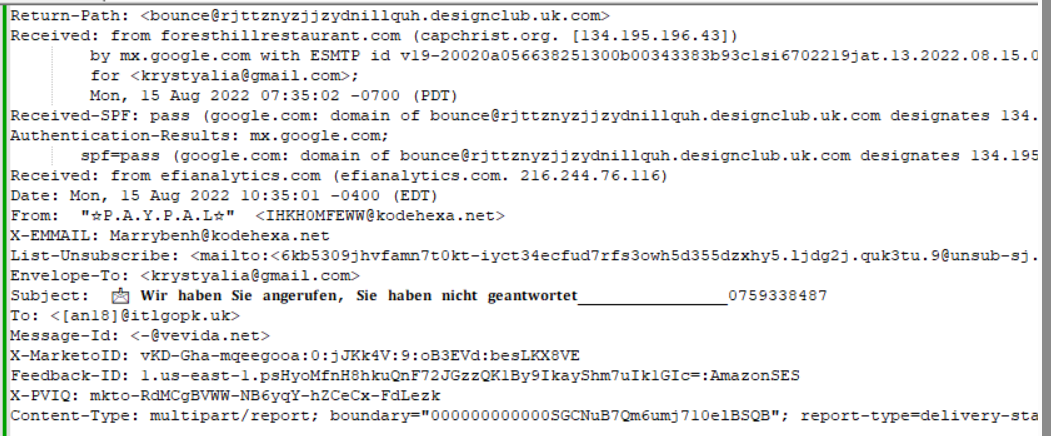 Return-Path: <bounce@rjttznyzjjzydnillquh.designclub.uk.com>
Received: from foresthillrestaurant.com (capchrist.org. [134.195.196.43])
by mx.google.com with ESMTP id v19-20020a056638251300b00343383b93clsi6702219jat.13.2022.08.15.0
for <krystyalia@gmail.com>;
Mon, 15 Aug 2022 07:35:02 -0700 (PDT)
Received-SPF: pass (google.com: domain of bounce@rjttznyzjjzydnillquh.designclub.uk.com designates 134.
Authentication-Results: mx.google.com;
spf=pass (google.com: domain of bounce@rjttznyzjjzydnillquh.designclub.uk.com designates 134.195
Received: from efianalytics.com (efianalytics.com. 216.244.76.116)
Date: Mon, 15 Aug 2022 10:35:01 -0400 (EDT)
From: "☆P.A.Y.P.A.L☆" <IHKH0MFEWW@kodehexa.net>
X-EMMAIL: Marrybenh@kodehexa.net
List-Unsubscribe: <mailto:<6kb5309jhvfamn7t0kt-iyct34ecfud7rfs3owh5d355dzxhy5.ljdg2j.quk3tu.9@unsub-sj.
Envelope-To: <krystyalia@gmail.com>
Subject: 📩 Wir haben Sie angerufen, Sie haben nicht geantwortet_______________0759338487
To: <[an18]@itlgopk.uk>
Message-Id: <-@vevida.net>
X-MarketoID: vKD-Gha-mqeegooa:0:jJKk4V:9:oB3EVd:besLKX8VE
Feedback-ID: 1.us-east-1.psHyoMfnH8hkuQnF72JGzzQK1By9IkayShm7uIk1GIc=:AmazonSES
X-PVIQ: mkto-RdMCgBVWW-NB6yqY-hZCeCx-FdLezk
Content-Type: multipart/report; boundary="000000000000SGCNuB7Qm6umj710elBSQB"; report-type=delivery-sta